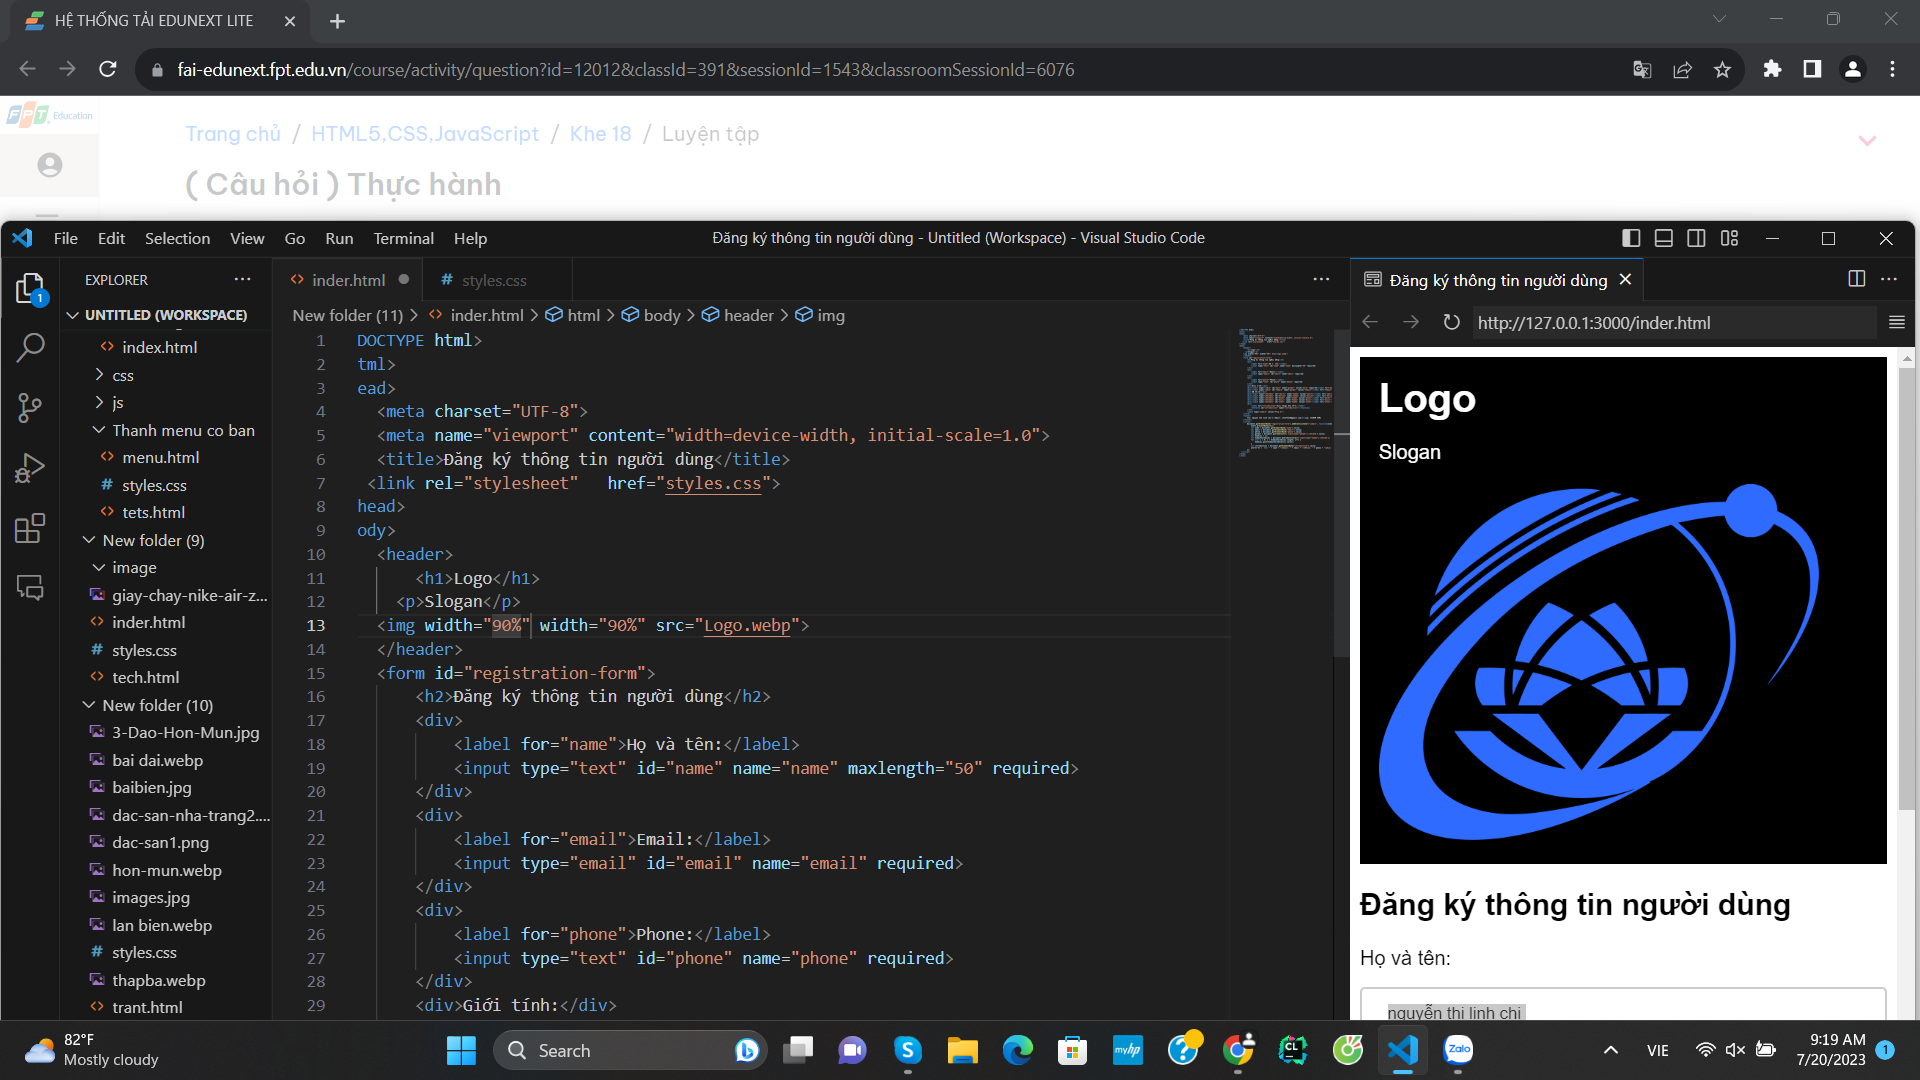 HỆ THỐNG TẢI EDUNEXT LITE
fai-edunext.fpt.edu.vn/course/activity/question?id=12012&classId=391&sessionId=1543&classroomSessionId=6076
FPT Education
Trang chủ / HTML5,CSS,JavaScript / Khe 18 / Luyện tập
( Câu hỏi ) Thực hành
File Edit Selection View Go Run Terminal Help
Đăng ký thông tin người dùng - Untitled (Workspace) - Visual Studio Code
1
EXPLORER
UNTITLED (WORKSPACE)
index.html
css
js
Thanh menu co ban
menu.html
styles.css
tets.html
New folder (9)
image
giay-chay-nike-air-z...
inder.html
styles.css
tech.html
New folder (10)
3-Dao-Hon-Mun.jpg
bai dai.webp
baibien.jpg
dac-san-nha-trang2....
dac-san1.png
hon-mun.webp
images.jpg
lan bien.webp
styles.css
thapba.webp
trant.html
inder.html
styles.css
New folder (11) > inder.html > html > body > header > img
1 DOCTYPE html>
2 tml>
3 ead>
4 <meta charset="UTF-8">
5 <meta name="viewport" content="width=device-width, initial-scale=1.0">
6 <title>Đăng ký thông tin người dùng</title>
7 <link rel="stylesheet"   href="styles.css">
8 head>
9 ody>
10 <header>
11 <h1>Logo</h1>
12 <p>Slogan</p>
13 <img width="90%" width="90%" src="Logo.webp">
14 </header>
15 <form id="registration-form">
16 <h2>Đăng ký thông tin người dùng</h2>
17 <div>
18 <label for="name">Họ và tên:</label>
19 <input type="text" id="name" name="name" maxlength="50" required>
20 </div>
21 <div>
22 <label for="email">Email:</label>
23 <input type="email" id="email" name="email" required>
24 </div>
25 <div>
26 <label for="phone">Phone:</label>
27 <input type="text" id="phone" name="phone" required>
28 </div>
29 <div>Giới tính:</div>
Đăng ký thông tin người dùng
http://127.0.0.1:3000/inder.html
Logo
Slogan
Đăng ký thông tin người dùng
Họ và tên:
nguyễn thi linh chi
82°F
Mostly cloudy
Search
myhp
CL
Zalo
VIE
9:19 AM
7/20/2023
1